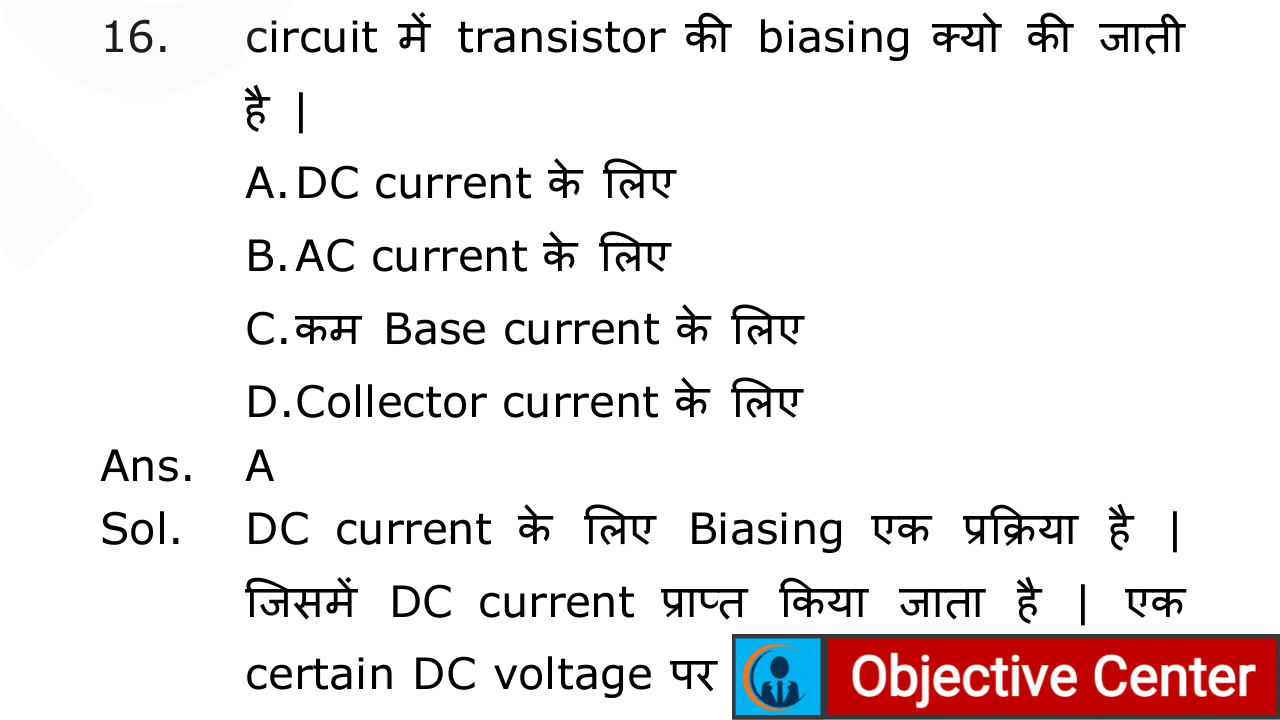 16. circuit में transistor की biasing क्यो की जाती
है |
A. DC current के लिए
B. AC current के लिए
C. कम Base current के लिए
D. Collector current के लिए
Ans. A
Sol. DC current के लिए Biasing एक प्रक्रिया है |
जिसमें DC current प्राप्त किया जाता है | एक
certain DC voltage पर
Objective Center